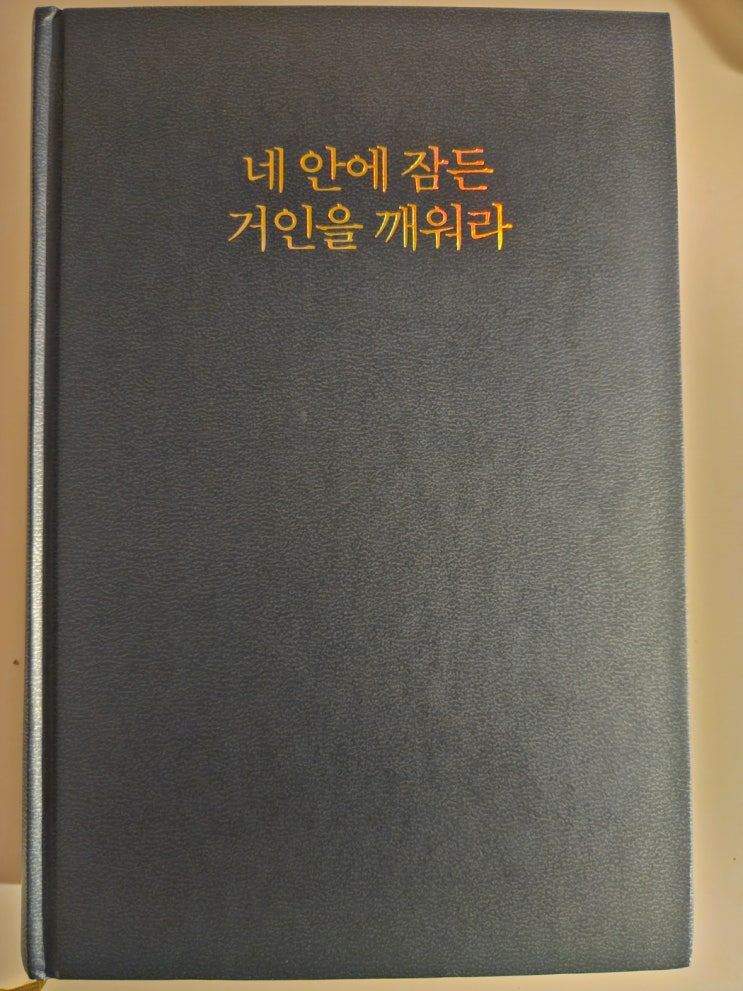 네 안에 잠든
거인을 깨워라